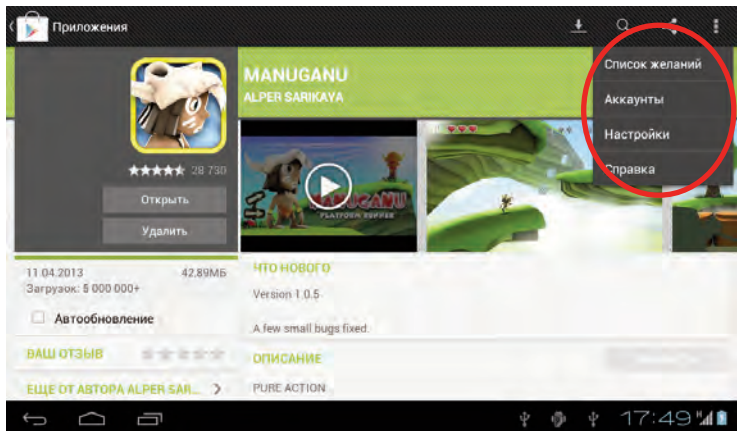 Приложения
Список желаний
Аккаунты
Настройки
Справка
MANUGANU
ALPER SARIKAYA
28 730
Открыть
Удалить
MANUGANU
PLATFORM RUNNER
11.04.2013
42,89МБ
Загрузок: 5 000 000+
Автообновление
ВАШ ОТЗЫВ
ЕЩЕ ОТ АВТОРА ALPER SAR...
ЧТО НОВОГО
Version 1.0.5
A few small bugs fixed.
ОПИСАНИЕ
PURE ACTION
17:49